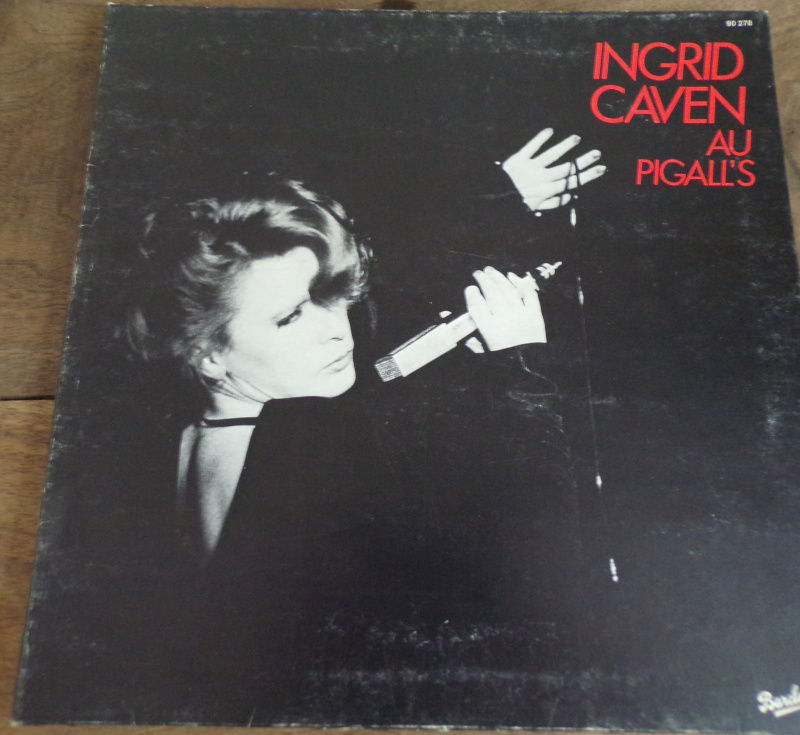 90 278
INGRID
CAVEN
AU
PIGALL'S